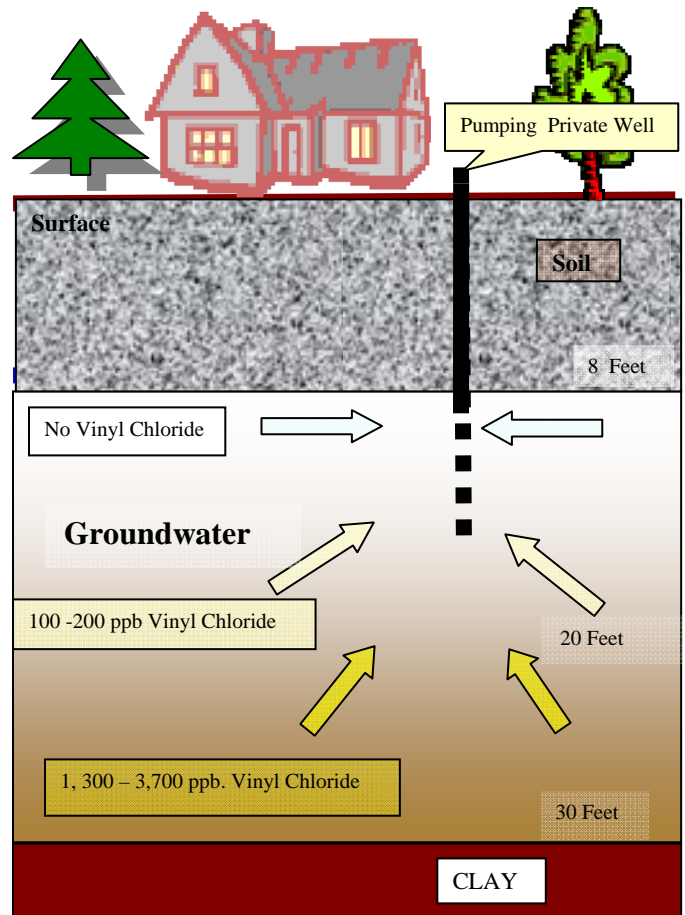 Pumping Private Well
Surface
Soil
8 Feet
No Vinyl Chloride
Groundwater
100 -200 ppb Vinyl Chloride
20 Feet
1, 300 – 3,700 ppb. Vinyl Chloride
30 Feet
CLAY